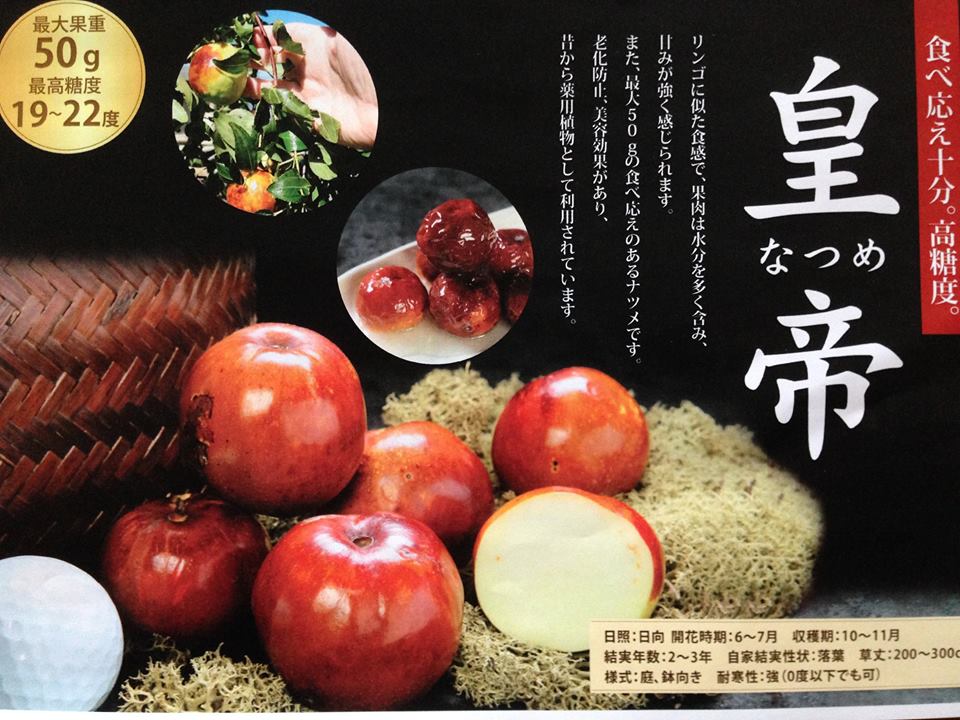 食べ応え十分。高糖度。
皇
なつめ
帝
リンゴに似た食感で、果肉は水分を多く含み、
甘みが強く感じられます。
また、最大50gの食べ応えのあるナツメです。
老化防止、美容効果があり、
昔から薬用植物として利用されています。
最大果重
50g
最高糖度
19~22度
日照:日向 開花時期:6〜7月 収穫期:10〜11月
結実年数:2〜3年 自家結実性状:落葉 草丈:200〜300c
様式:庭、鉢向き 耐寒性:強(0度以下でも可)